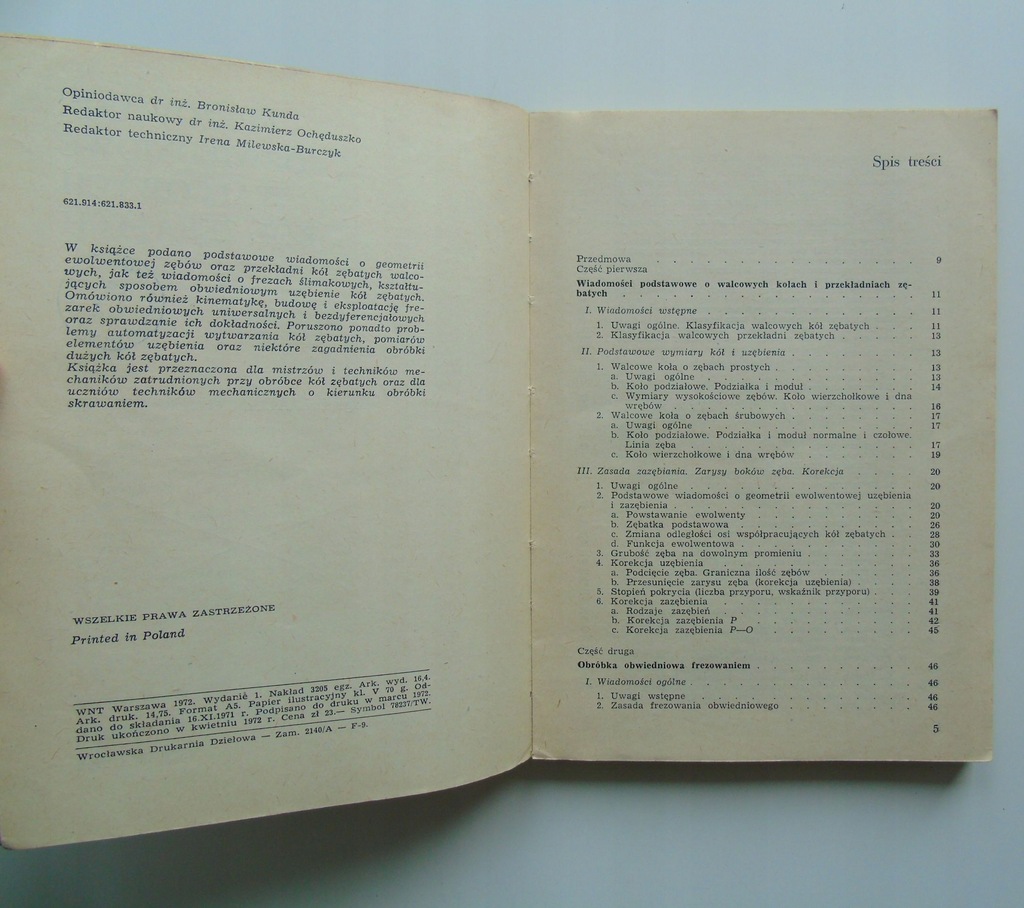 Opiniodawca dr inż. Bronisław Kunda
Redaktor naukowy dr inż. Kazimierz Ochęduszko
Redaktor techniczny Irena Milewska-Burczyk
621.914:621.833.1
W książce podano podstawowe wiadomości o geometrii
ewolwentowej zębów oraz przekładni kół zębatych walco-
wych, jak też wiadomości o frezach ślimakowych, kształtu-
jących sposobem obwiedniowym uzębienie kół zębatych.
Omówiono również kinematykę, budowę i eksploatację fre-
zarek obwiedniowych uniwersalnych i bezdyferencjałowych
oraz sprawdzanie ich dokładności. Poruszono ponadto prob-
lemy automatyzacji wytwarzania kół zębatych, pomiarów
elementów uzębienia oraz niektóre zagadnienia obróbki
dużych kół zębatych.
Książka jest przeznaczona dla mistrzów i techników me-
chaników zatrudnionych przy obróbce kół zębatych oraz dla
uczniów techników mechanicznych o kierunku obróbki
skrawaniem.
WSZELKIE PRAWA ZASTRZEŻONE
Printed in Poland
WNT Warszawa 1972. Wydanie 1. Nakład 3205 egz. Ark. wyd. 16,4.
Ark. druk. 14,75. Format A5. Papier ilustracyjny kl. V 70 g. Od-
dano do składania 16.XI.1971 r. Podpisano do druku w marcu 1972.
Druk ukończono w kwietniu 1972 r. Cena zł 23.— Symbol 78237/TW.
Wrocławska Drukarnia Dziełowa — Zam. 2140/A — F-9.
Spis treści
Przedmowa . . . . . . . . . . . . . 9
Część pierwsza
Wiadomości podstawowe o walcowych kołach i przekładniach zę-
batych . . . . . . . . . . . . . 11
I. Wiadomości wstępne . . . . . . . . . . 11
1. Uwagi ogólne. Klasyfikacja walcowych kół zębatych . . . 11
2. Klasyfikacja walcowych przekładni zębatych . . . . . 13
II. Podstawowe wymiary kół i uzębienia . . . . . . . 13
1. Walcowe koła o zębach prostych . . . . . . . 13
a. Uwagi ogólne . . . . . . . . . . 13
b. Koło podziałowe. Podziałka i moduł . . . . . . 14
c. Wymiary wysokościowe zębów. Koło wierzchołkowe i dna
wrębów . . . . . . . . . . . 16
2. Walcowe koła o zębach śrubowych . . . . . . . 17
a. Uwagi ogólne . . . . . . . . . . 17
b. Koło podziałowe. Podziałka i moduł normalne i czołowe.
Linia zęba . . . . . . . . . . . 17
c. Koło wierzchołkowe i dna wrębów . . . . . . 19
III. Zasada zazębiania. Zarysy boków zęba. Korekcja . . . . 20
1. Uwagi ogólne . . . . . . . . . . . 20
2. Podstawowe wiadomości o geometrii ewolwentowej uzębienia
i zazębienia . . . . . . . . . . . 20
a. Powstawanie ewolwenty . . . . . . . . 20
b. Zębatka podstawowa . . . . . . . . . 26
c. Zmiana odległości osi współpracujących kół zębatych . . 28
d. Funkcja ewolwentowa . . . . . . . . . 30
3. Grubość zęba na dowolnym promieniu . . . . . . 33
4. Korekcja uzębienia . . . . . . . . . . 36
a. Podcięcie zęba. Graniczna ilość zębów . . . . . 36
b. Przesunięcie zarysu zęba (korekcja uzębienia) . . . . 38
5. Stopień pokrycia (liczba przyporu, wskaźnik przyporu) . . . 39
6. Korekcja zazębienia . . . . . . . . . . 41
a. Rodzaje zazębień . . . . . . . . . . 41
b. Korekcja zazębienia P . . . . . . . . . 42
c. Korekcja zazębienia P—O . . . . . . . . 45
Część druga
Obróbka obwiedniowa frezowaniem . . . . . . . . 46
I. Wiadomości ogólne . . . . . . . . . . . 46
1. Uwagi wstępne . . . . . . . . . . . 46
2. Zasada frezowania obwiedniowego . . . . . . . 46
5